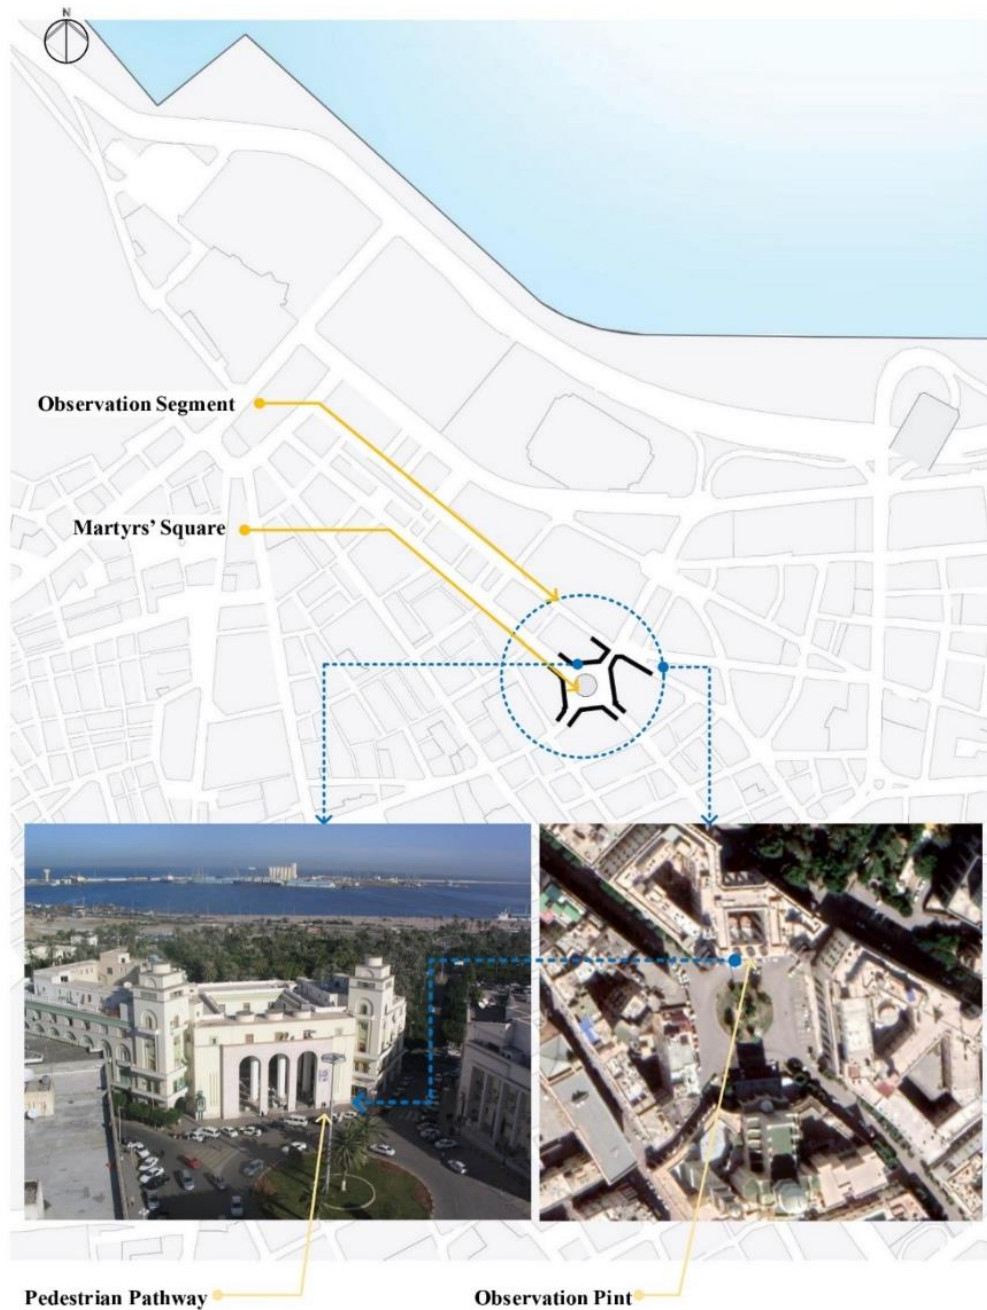 N
Observation Segment
Martyrs’ Square
Pedestrian Pathway
Observation Pint